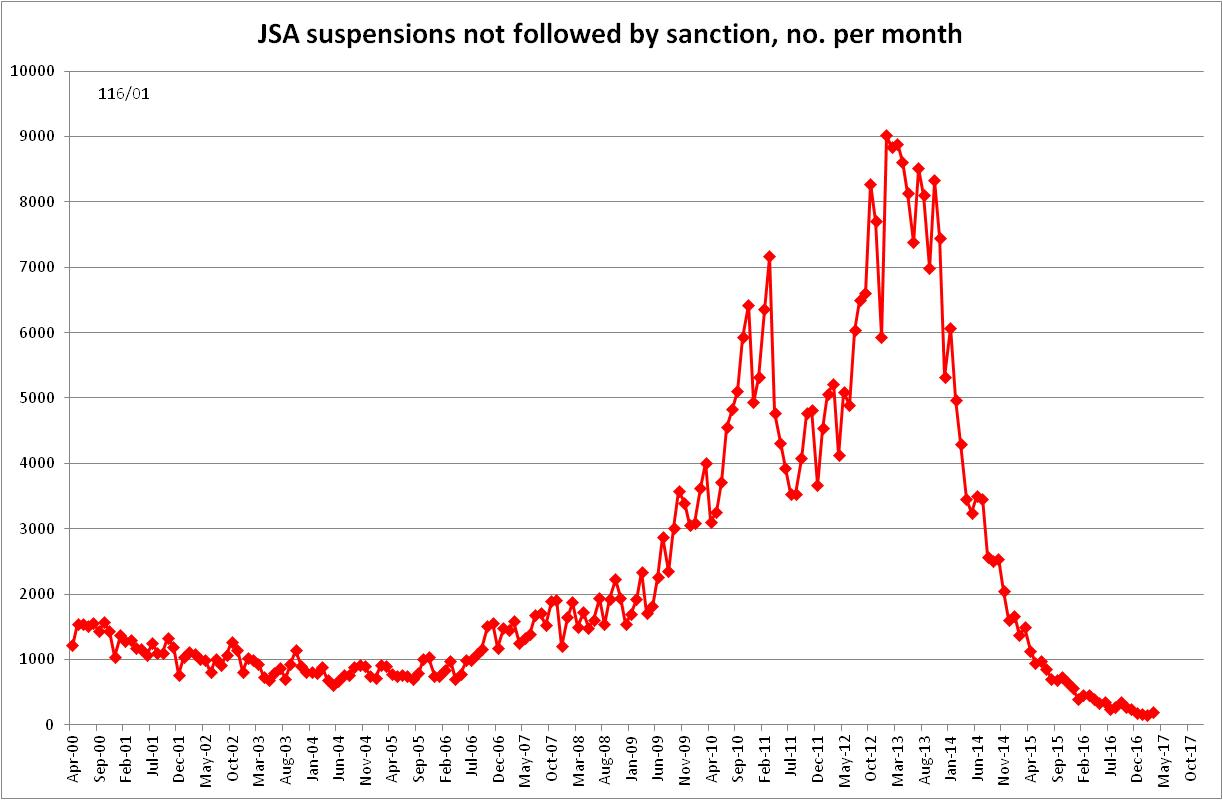 JSA suspensions not followed by sanction, no. per month
116/01
10000
9000
8000
7000
6000
5000
4000
3000
2000
1000
0
Apr-00
Sep-00
Feb-01
Jul-01
Dec-01
May-02
Oct-02
Mar-03
Aug-03
Jan-04
Jun-04
Nov-04
Apr-05
Sep-05
Feb-06
Jul-06
Dec-06
May-07
Oct-07
Mar-08
Aug-08
Jan-09
Jun-09
Nov-09
Apr-10
Sep-10
Feb-11
Jul-11
Dec-11
May-12
Oct-12
Mar-13
Aug-13
Jan-14
Jun-14
Nov-14
Apr-15
Sep-15
Feb-16
Jul-16
Dec-16
May-17
Oct-17